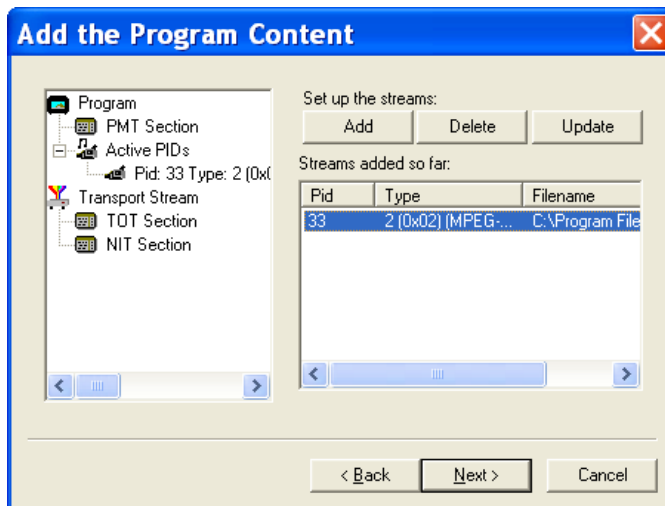 Add the Program Content
Program
PMT Section
Active PIDs
Pid: 33 Type: 2 (0x(
Transport Stream
TOT Section
NIT Section
Set up the streams:
Add Delete Update
Streams added so far:
Pid Type Filename
33 2 (0x02) (MPEG-... C:\Program File
< Back Next > Cancel